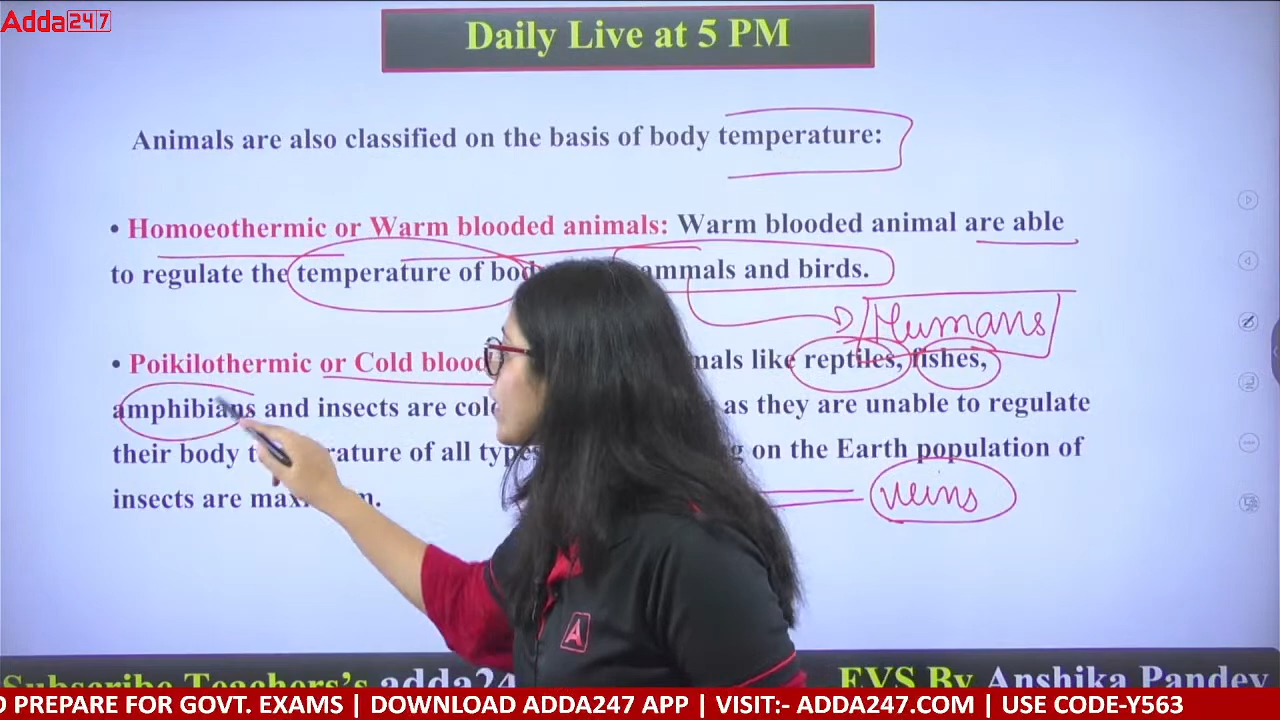 Adda247
Daily Live at 5 PM
Animals are also classified on the basis of body temperature:
• Homoeothermic or Warm blooded animals: Warm blooded animal are able
to regulate the temperature of bod ammals and birds.
Humans
• Poikilothermic or Cold blood mals like reptiles, fishes,
amphibians and insects are col as they are unable to regulate
their body t rature of all types g on the Earth population of
insects are max m.
veins
Subscribe Teacher's adda24
EVS By Anshika Pandey
A
O PREPARE FOR GOVT. EXAMS | DOWNLOAD ADDA247 APP | VISIT:- ADDA247.COM | USE CODE-Y563